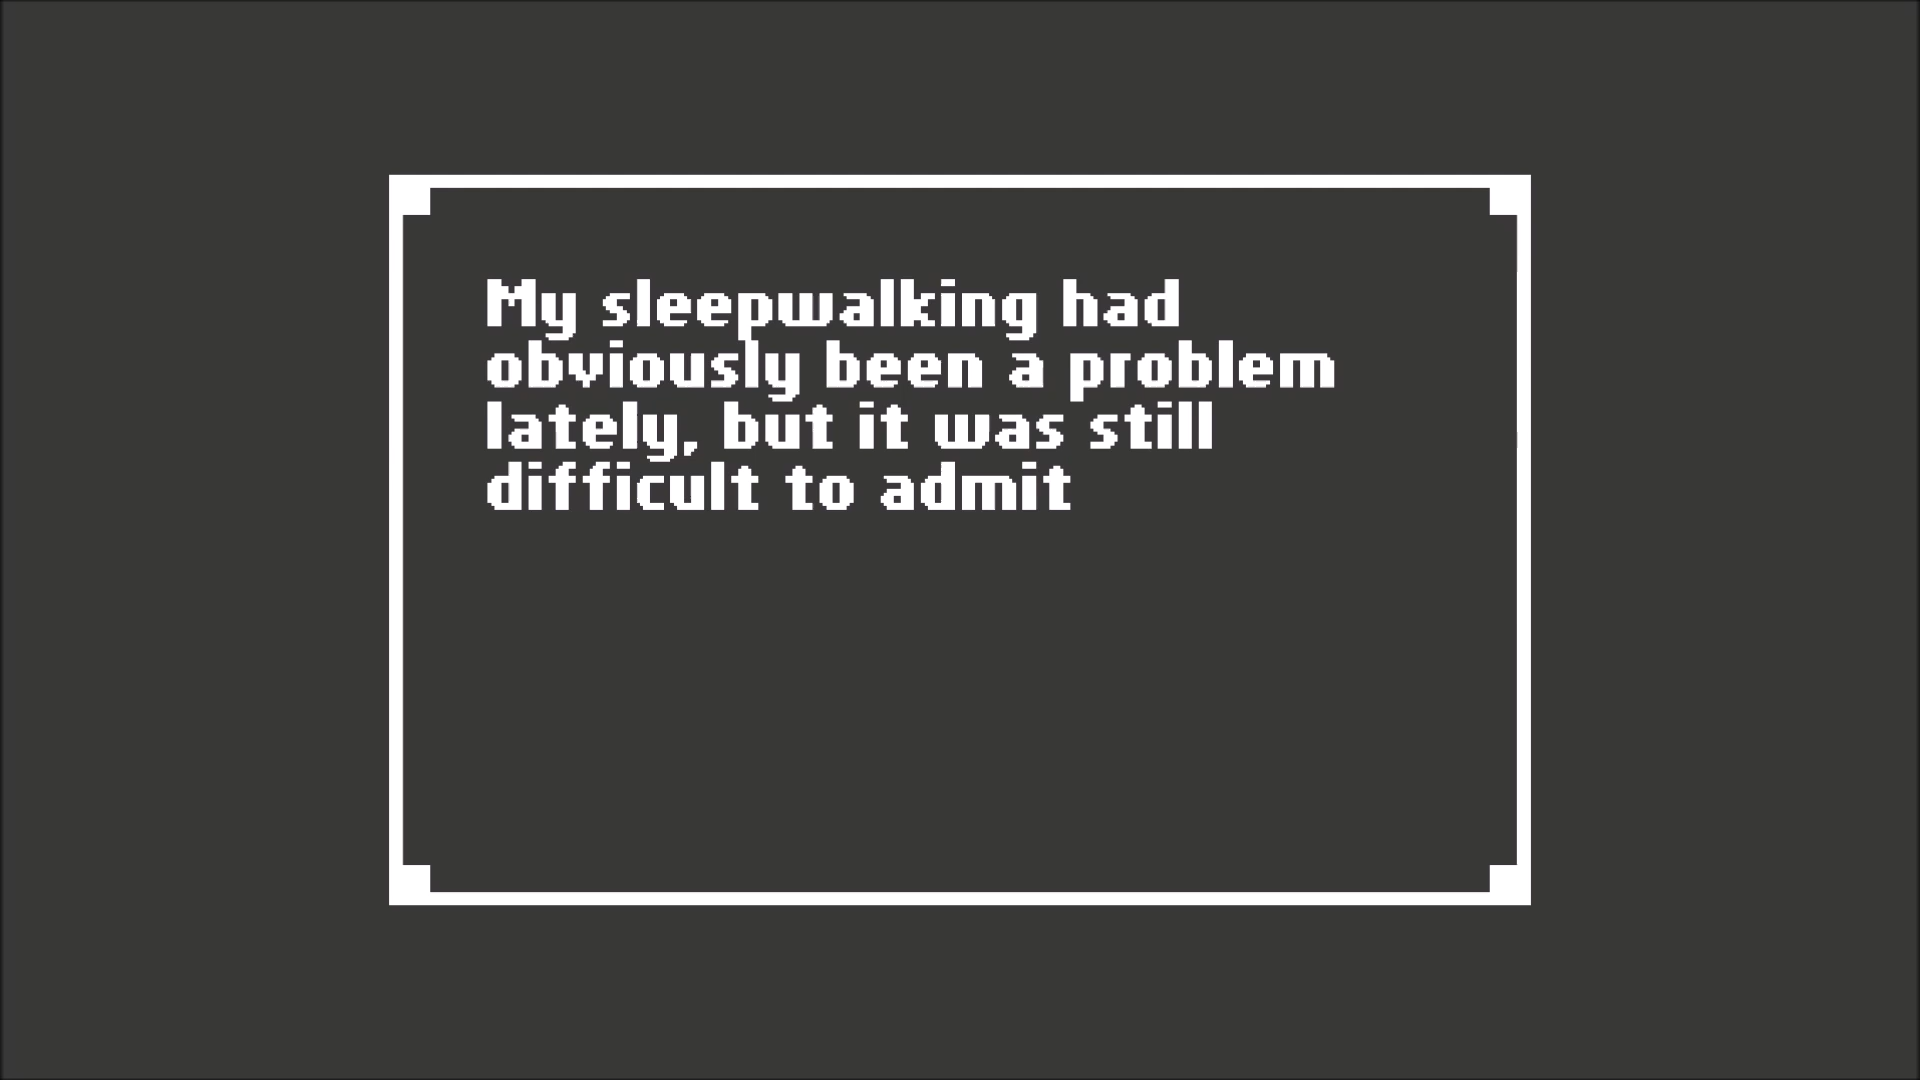 My sleepwalking had
obviously been a problem
lately, but it was still
difficult to admit